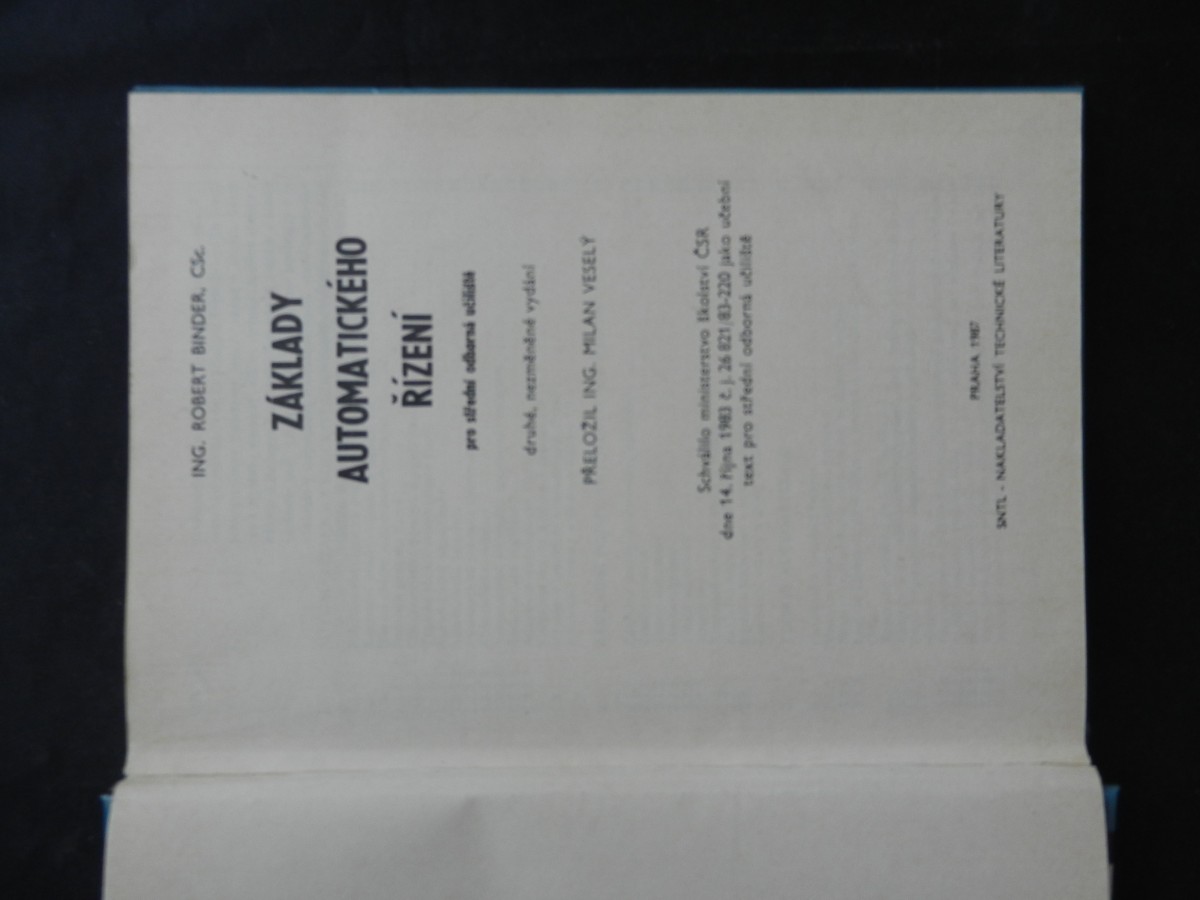 ING. ROBERT BINDER, CSc.
ZÁKLADY
AUTOMATICKÉHO
ŘÍZENÍ
pro střední odborná učiliště
druhé, nezměněné vydání
PŘELOŽIL ING. MILAN VESELÝ
Schválilo ministerstvo školství ČSR
dne 14. října 1983 č. j. 26 821/83-220 jako učební
text pro střední odborná učiliště
PRAHA 1987
SNTL - NAKLADATELSTVÍ TECHNICKÉ LITERATURY